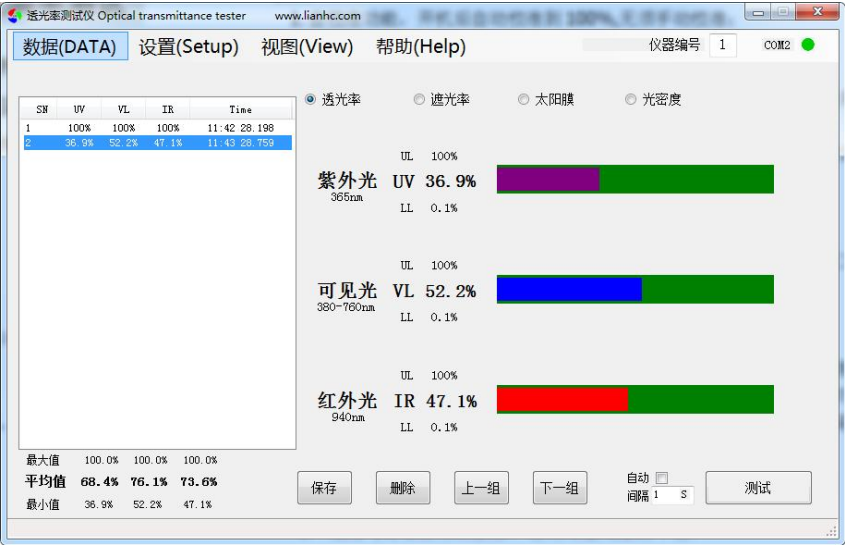 透光率测试仪 Optical transmittance tester www.lianhc.com
数据(DATA) 设置(Setup) 视图(View) 帮助(Help) 仪器编号 1 COM2
透光率 遮光率 太阳膜 光密度
SN UV VL IR Time
1 100% 100% 100% 11:42 28.198
2 36.9% 52.2% 47.1% 11:43 28.759
UL 100%
紫外光 UV 36.9%
365nm
LL 0.1%
UL 100%
可见光 VL 52.2%
380-760nm
LL 0.1%
UL 100%
红外光 IR 47.1%
940nm
LL 0.1%
最大值 100.0% 100.0% 100.0%
平均值 68.4% 76.1% 73.6%
最小值 36.9% 52.2% 47.1%
保存 删除 上一组 下一组 自动 测试
间隔 1 S